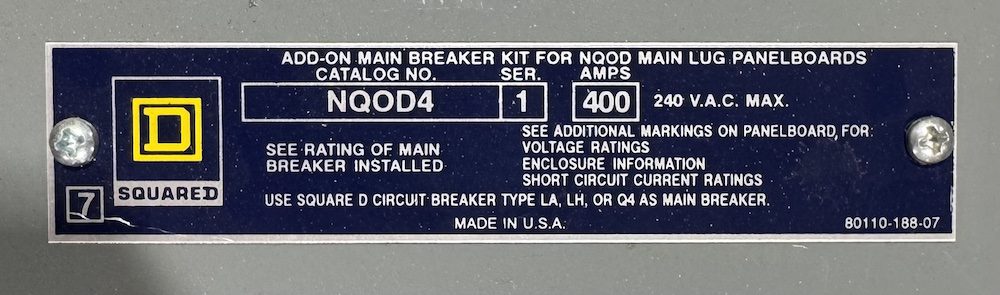 ADD-ON MAIN BREAKER KIT FOR NQOD MAIN LUG PANELBOARDS
CATALOG NO. SER. AMPS
NQOD4 1 400 240 V.A.C. MAX.
D
SQUARE D
7
SEE RATING OF MAIN
BREAKER INSTALLED
SEE ADDITIONAL MARKINGS ON PANELBOARD, FOR:
VOLTAGE RATINGS
ENCLOSURE INFORMATION
SHORT CIRCUIT CURRENT RATINGS
USE SQUARE D CIRCUIT BREAKER TYPE LA, LH, OR Q4 AS MAIN BREAKER.
MADE IN U.S.A.
80110-188-07